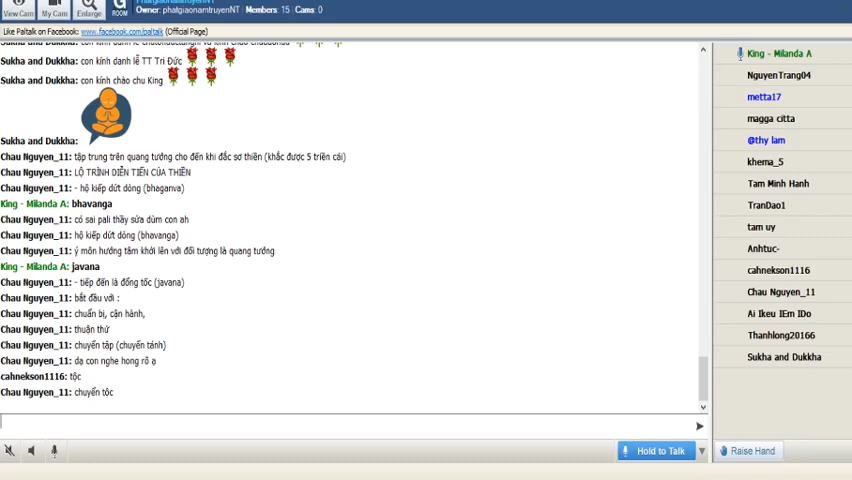 PhatgiaonamtruyenNT
View Cam
My Cam
Enlarge
G
ROOM
Owner: phatgiaonamtruyenNT | Members: 15 | Cams: 0
Like Paltalk on Facebook: www.facebook.com/paltalk (Official Page)
Sukha and Dukkha: con kính danh lễ TT Tri Đức
Sukha and Dukkha: con kính chào chu King
Sukha and Dukkha:
Chau Nguyen_11: tập trung trên quang tướng cho đến khi đắc sơ thiền (khắc được 5 triền cái)
Chau Nguyen_11: LỘ TRÌNH DIỄN TIẾN CỦA THIỀN
Chau Nguyen_11: - hộ kiếp dứt dòng (bhaganva)
King - Milanda A: bhavanga
Chau Nguyen_11: có sai pali thầy sửa dùm con ah
Chau Nguyen_11: hộ kiếp dứt dòng (bhavanga)
Chau Nguyen_11: ý môn hướng tâm khởi lên với đối tượng là quang tướng
King - Milanda A: javana
Chau Nguyen_11: - tiếp đến là đổng tốc (javana)
Chau Nguyen_11: bắt đầu với :
Chau Nguyen_11: chuẩn bị, cận hành,
Chau Nguyen_11: thuận thứ
Chau Nguyen_11: chuyển tập (chuyển tánh)
Chau Nguyen_11: dạ con nghe hong rõ ạ
cahnekson1116: tộc
Chau Nguyen_11: chuyển tôc
Hold to Talk
King - Milanda A
NguyenTrang04
metta17
magga citta
@thy lam
khema_5
Tam Minh Hanh
TranDao1
tam uy
Anhtuc-
cahnekson1116
Chau Nguyen_11
Ai Ikeu IEm IDo
Thanhlong20166
Sukha and Dukkha
Raise Hand